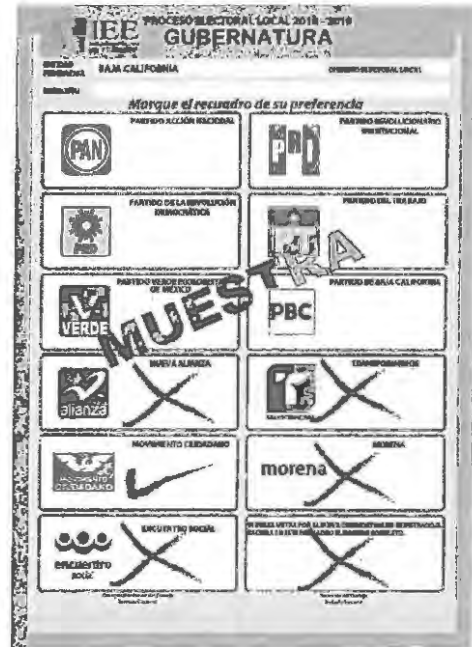 IEE
PROCESO ELECTORAL LOCAL 2018 - 2019
GUBERNATURA
ENTIDAD FEDERATIVA BAJA CALIFORNIA
Marque el recuadro de su preferencia
PAN
PARTIDO ACCIÓN NACIONAL
PRI
PARTIDO REVOLUCIONARIO
INSTITUCIONAL
PRD
PARTIDO DE LA REVOLUCIÓN
DEMOCRÁTICA
PT
PARTIDO DEL TRABAJO
VERDE
PARTIDO VERDE ECOLOGISTA
DE MÉXICO
PBC
PARTIDO DE BAJA CALIFORNIA
MUESTRA
alianza
NUEVA ALIANZA
TRANSFORMEMOS
MOVIMIENTO
CIUDADANO
MOVIMIENTO CIUDADANO
morena
MORENA
encuentro
social
ENCUENTRO SOCIAL